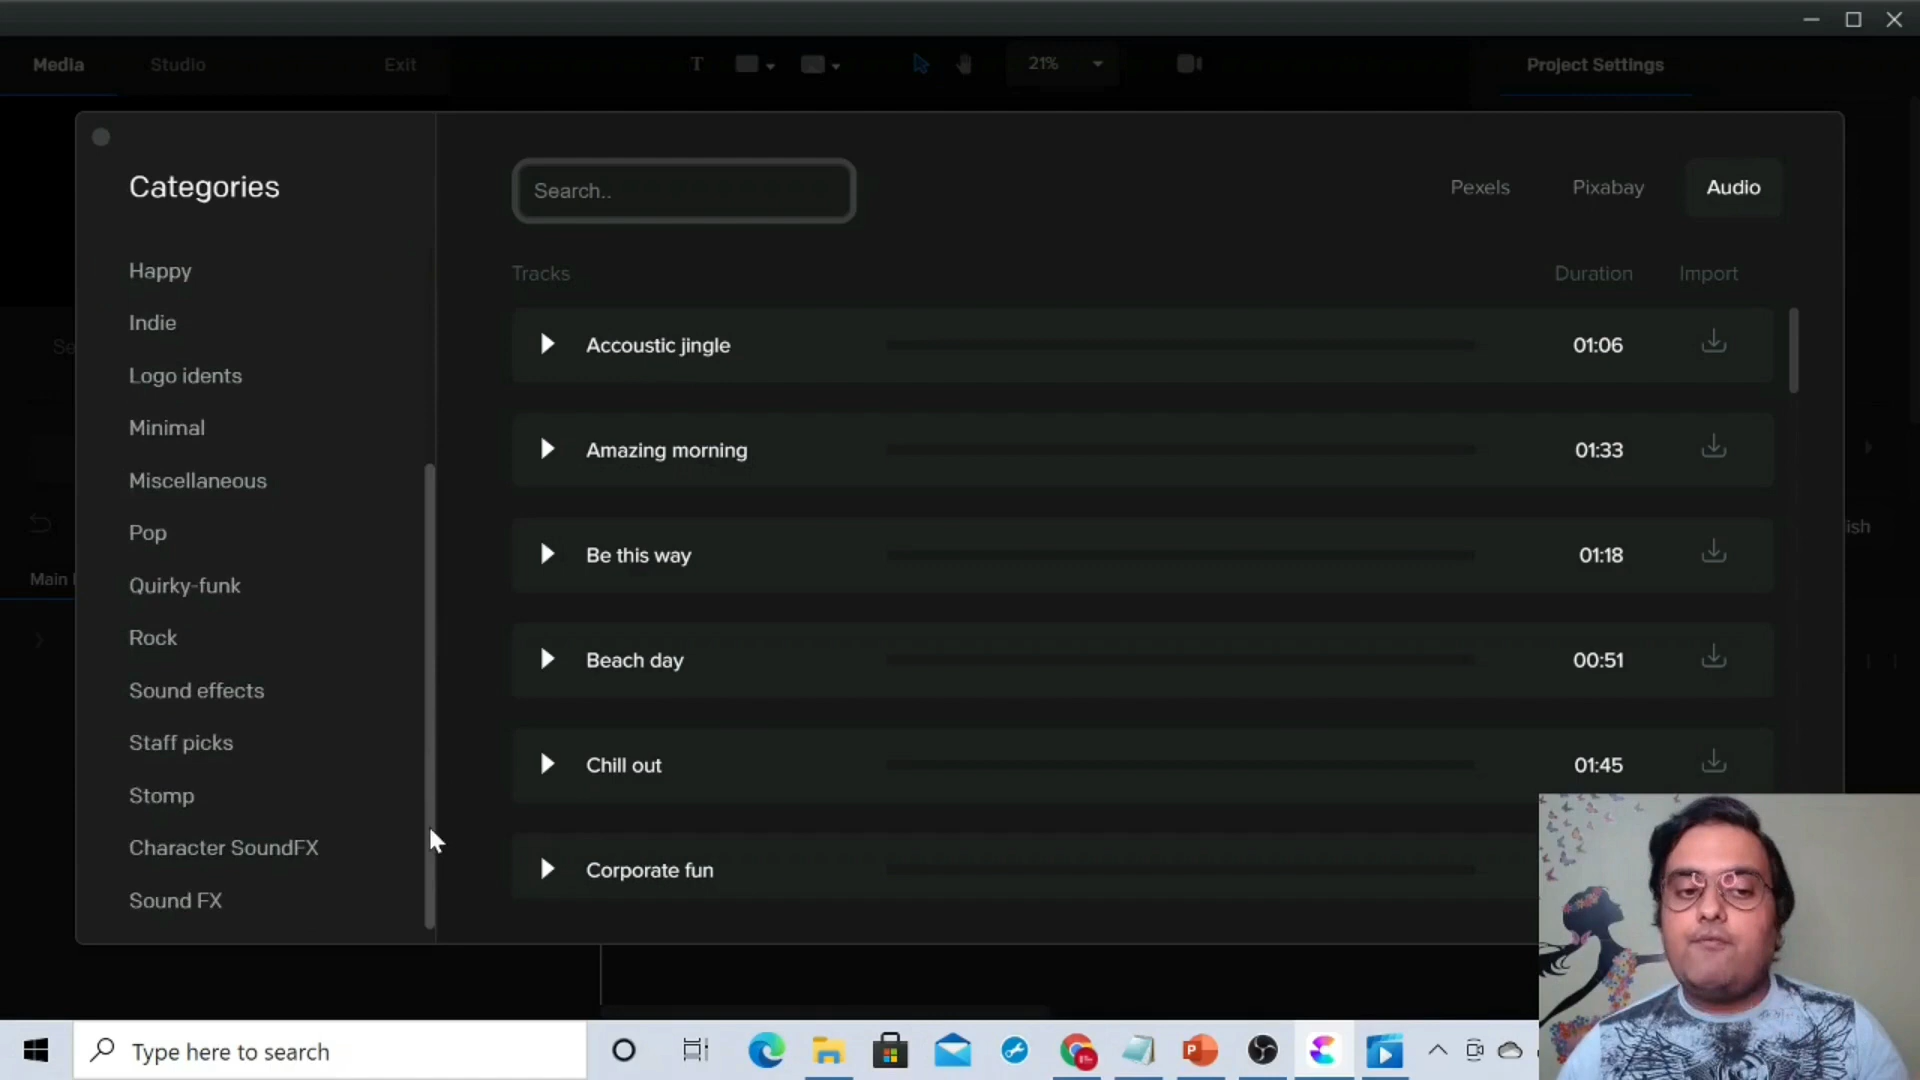 Media
Studio
Exit
T
21%
Project Settings
Categories
Search..
Pexels
Pixabay
Audio
Happy
Indie
Logo idents
Minimal
Miscellaneous
Pop
Quirky-funk
Rock
Sound effects
Staff picks
Stomp
Character SoundFX
Sound FX
Tracks
Duration
Import
Accoustic jingle
01:06
Amazing morning
01:33
Be this way
01:18
Beach day
00:51
Chill out
01:45
Corporate fun
Se
Main
ish
Type here to search